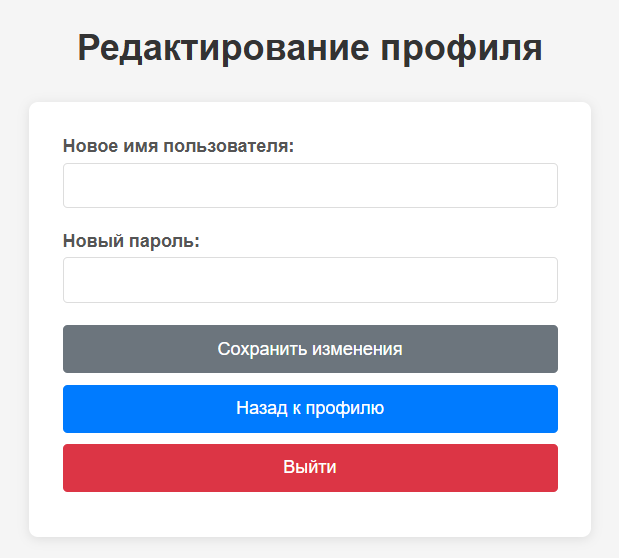 Редактирование профиля
Новое имя пользователя:
Новый пароль:
Сохранить изменения
Назад к профилю
Выйти